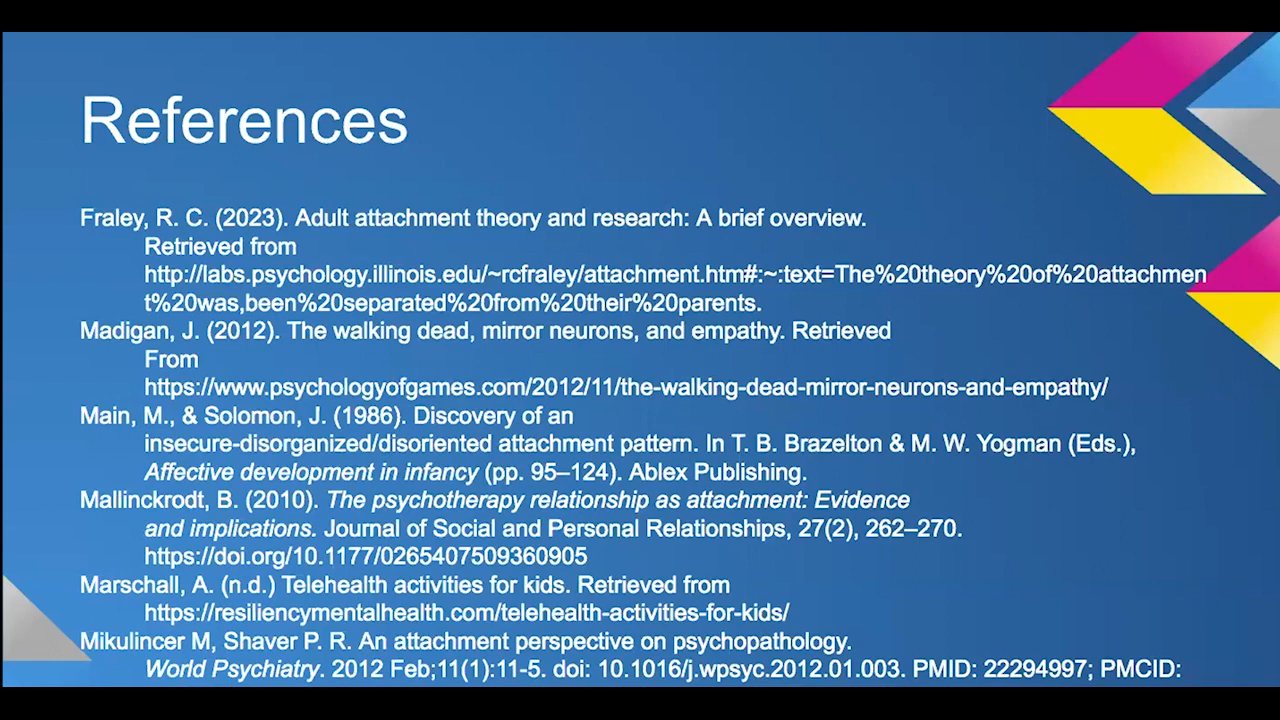 References
Fraley, R. C. (2023). Adult attachment theory and research: A brief overview.
Retrieved from
http://labs.psychology.illinois.edu/~rcfraley/attachment.htm#:~:text=The%20theory%20of%20attachmen
t%20was,been%20separated%20from%20their%20parents.
Madigan, J. (2012). The walking dead, mirror neurons, and empathy. Retrieved
From
https://www.psychologyofgames.com/2012/11/the-walking-dead-mirror-neurons-and-empathy/
Main, M., & Solomon, J. (1986). Discovery of an
insecure-disorganized/disoriented attachment pattern. In T. B. Brazelton & M. W. Yogman (Eds.),
Affective development in infancy (pp. 95–124). Ablex Publishing.
Mallinckrodt, B. (2010). The psychotherapy relationship as attachment: Evidence
and implications. Journal of Social and Personal Relationships, 27(2), 262–270.
https://doi.org/10.1177/0265407509360905
Marschall, A. (n.d.) Telehealth activities for kids. Retrieved from
https://resiliencymentalhealth.com/telehealth-activities-for-kids/
Mikulincer M, Shaver P. R. An attachment perspective on psychopathology.
World Psychiatry. 2012 Feb;11(1):11-5. doi: 10.1016/j.wpsyc.2012.01.003. PMID: 22294997; PMCID: